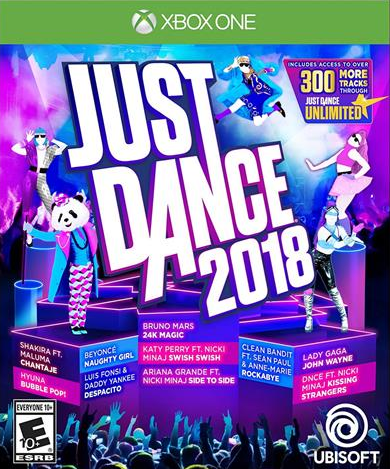 XBOX ONE
JUST
DANCE
2018
INCLUDES ACCESS TO OVER
300 MORE
TRACKS
THROUGH
JUST DANCE
UNLIMITED
SHAKIRA FT.
MALUMA
CHANTAJE
HYUNA
BUBBLE POP!
BEYONCÉ
NAUGHTY GIRL
LUIS FONSI &
DADDY YANKEE
DESPACITO
BRUNO MARS
24K MAGIC
KATY PERRY FT. NICKI
MINAJ SWISH SWISH
ARIANA GRANDE FT.
NICKI MINAJ SIDE TO SIDE
CLEAN BANDIT
FT. SEAN PAUL
& ANNE-MARIE
ROCKABYE
LADY GAGA
JOHN WAYNE
DNCE FT. NICKI
MINAJ KISSING
STRANGERS
EVERYONE 10+
E
10+
ESRB
UBISOFT